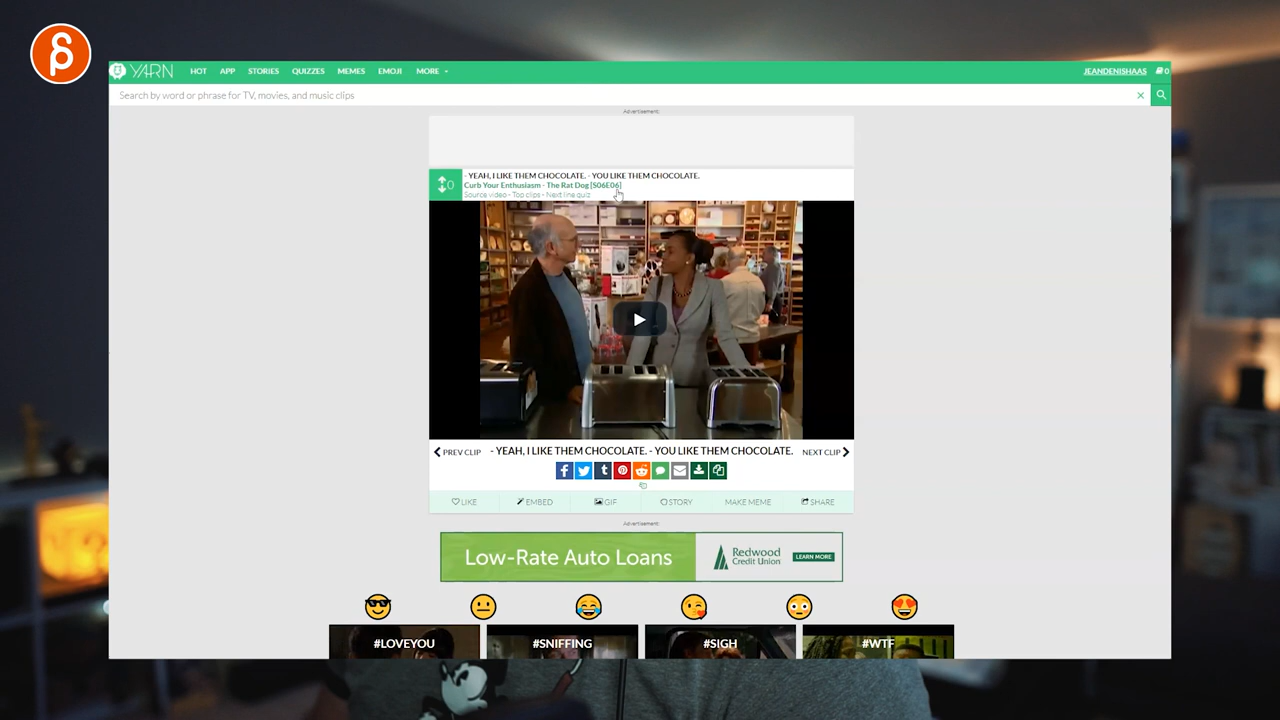 YARN
HOT APP STORIES QUIZZES MEMES EMOJI MORE
JEANDENISHAAS 0
Search by word or phrase for TV, movies, and music clips
Advertisement:
0
- YEAH, I LIKE THEM CHOCOLATE. - YOU LIKE THEM CHOCOLATE.
Curb Your Enthusiasm - The Rat Dog [S06E06]
Source video - Top clips - Next line quiz
PREV CLIP - YEAH, I LIKE THEM CHOCOLATE. - YOU LIKE THEM CHOCOLATE. NEXT CLIP
LIKE EMBED GIF STORY MAKE MEME SHARE
Advertisement:
Low-Rate Auto Loans Redwood Credit Union LEARN MORE
#LOVEYOU #SNIFFING #SIGH #WTF